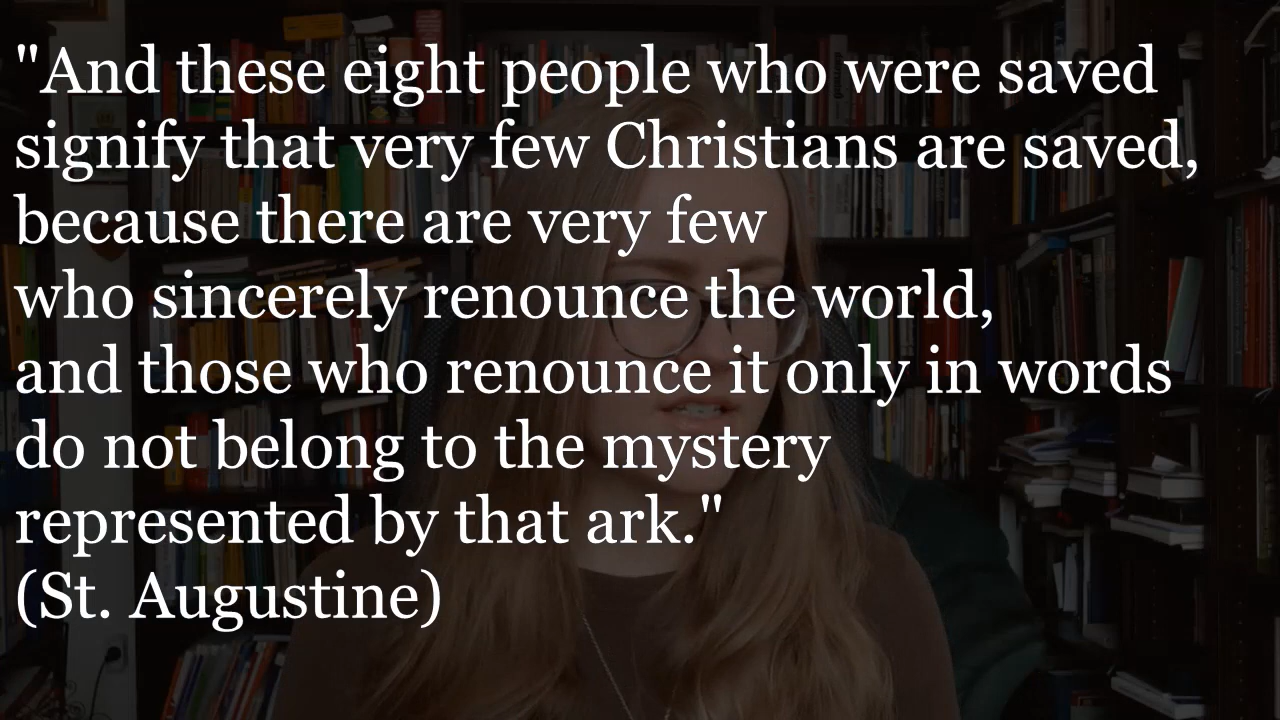 "And these eight people who were saved
signify that very few Christians are saved,
because there are very few
who sincerely renounce the world,
and those who renounce it only in words
do not belong to the mystery
represented by that ark."
(St. Augustine)